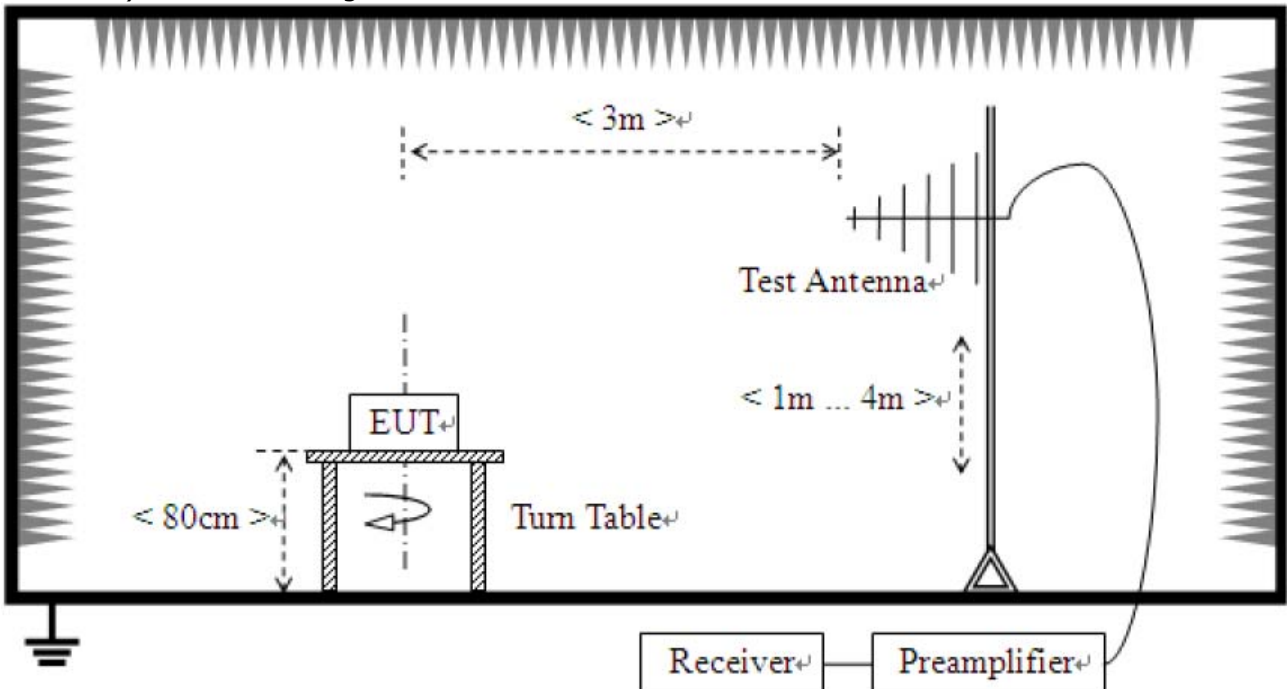 < 3m >↵
Test Antenna↵
< 1m ... 4m >↵
EUT↵
< 80cm >↵
Turn Table↵
Receiver↵
Preamplifier↵